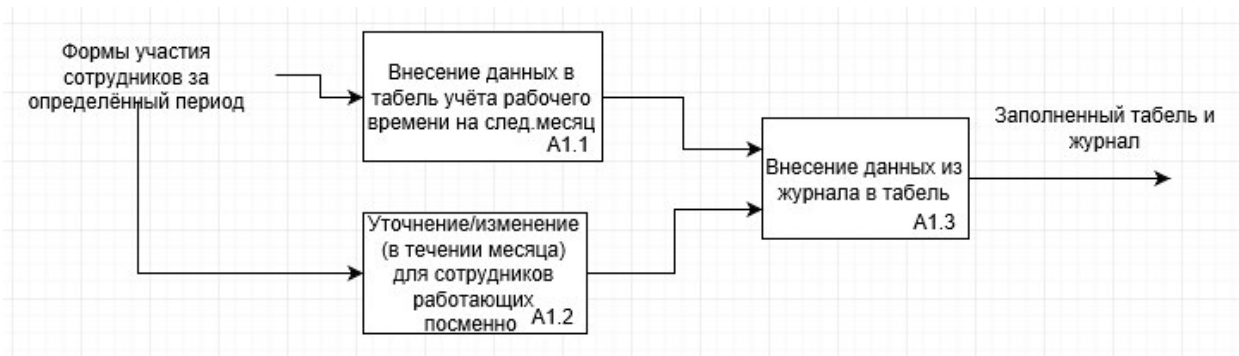 Формы участия
сотрудников за
определённый период
Внесение данных в
табель учёта рабочего
времени на след.месяц
A1.1
Уточнение/изменение
(в течении месяца)
для сотрудников
работающих
посменно
A1.2
Внесение данных из
журнала в табель
A1.3
Заполненный табель и
журнал